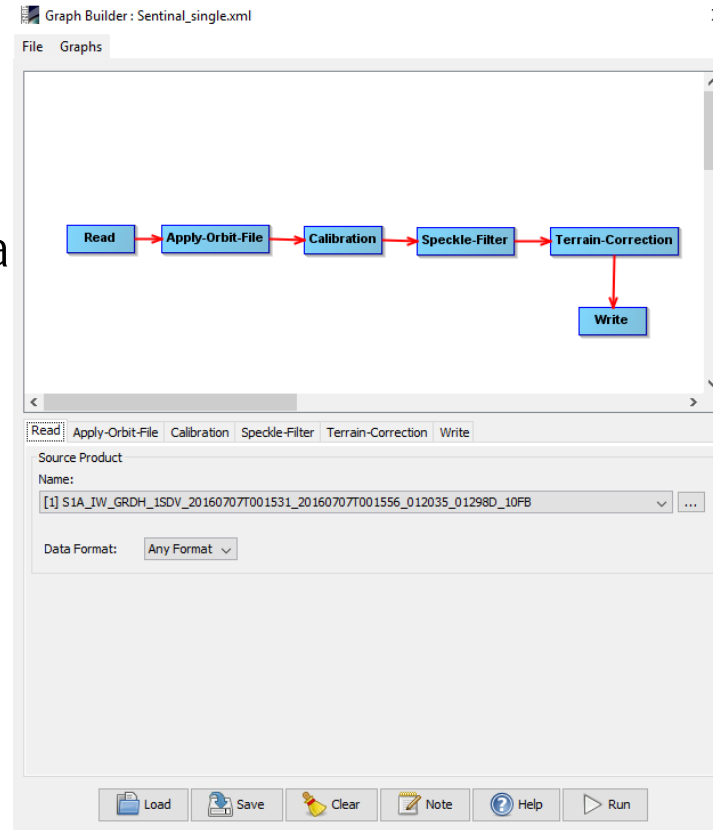 Graph Builder : Sentinal_single.xml
File Graphs
a
Read Apply-Orbit-File Calibration Speckle-Filter Terrain-Correction
Write
Read Apply-Orbit-File Calibration Speckle-Filter Terrain-Correction Write
Source Product
Name:
[1] S1A_IW_GRDH_1SDV_20160707T001531_20160707T001556_012035_01298D_10FB ...
Data Format: Any Format
Load Save Clear Note Help Run